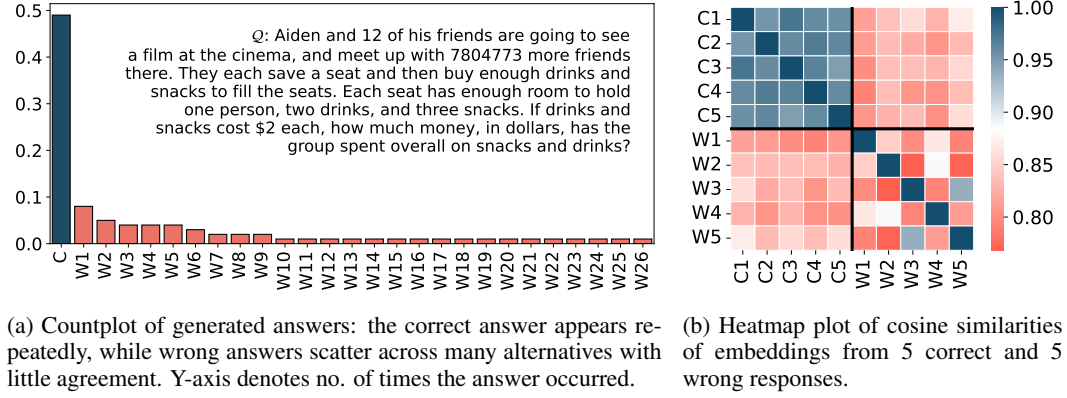 0.5
0.4
0.3
0.2
0.1
0.0
Q: Aiden and 12 of his friends are going to see
a film at the cinema, and meet up with 7804773 more friends
there. They each save a seat and then buy enough drinks and
snacks to fill the seats. Each seat has enough room to hold
one person, two drinks, and three snacks. If drinks and
snacks cost $2 each, how much money, in dollars, has the
group spent overall on snacks and drinks?
C W1 W2 W3 W4 W5 W6 W7 W8 W9 W10 W11 W12 W13 W14 W15 W16 W17 W18 W19 W20 W21 W22 W23 W24 W25 W26
(a) Countplot of generated answers: the correct answer appears re-
peatedly, while wrong answers scatter across many alternatives with
little agreement. Y-axis denotes no. of times the answer occurred.
C1
C2
C3
C4
C5
W1
W2
W3
W4
W5
C1 C2 C3 C4 C5 W1 W2 W3 W4 W5
1.00
0.95
0.90
0.85
0.80
(b) Heatmap plot of cosine similarities
of embeddings from 5 correct and 5
wrong responses.